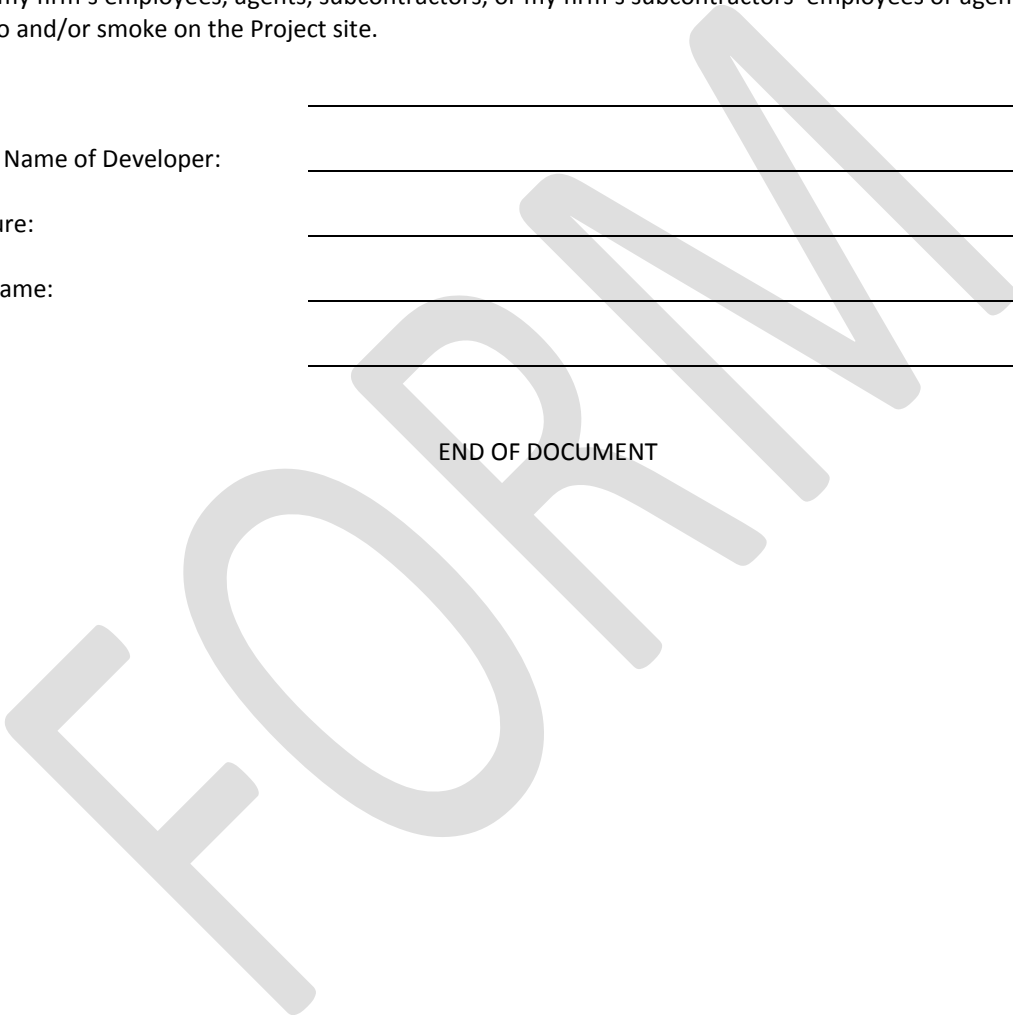 my firm's employees, agents, subcontractors, or my firm's subcontractors' employees or agen
o and/or smoke on the Project site.
Name of Developer:
ure:
ame:
END OF DOCUMENT
FORM